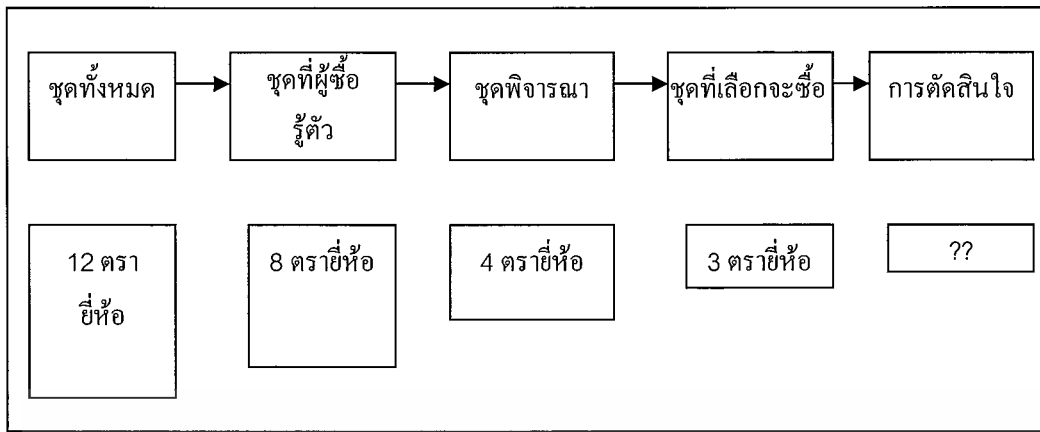 ชุดทั้งหมด
ชุดที่ผู้ซื้อ
รู้ตัว
ชุดพิจารณา
ชุดที่เลือกจะซื้อ
การตัดสินใจ
12 ตรา
ยี่ห้อ
8 ตรายี่ห้อ
4 ตรายี่ห้อ
3 ตรายี่ห้อ
??